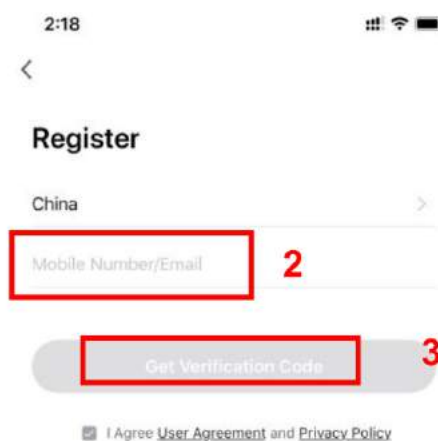 2:18
Register
China
Mobile Number/Email 2
Get Verification Code 3
I Agree User Agreement and Privacy Policy